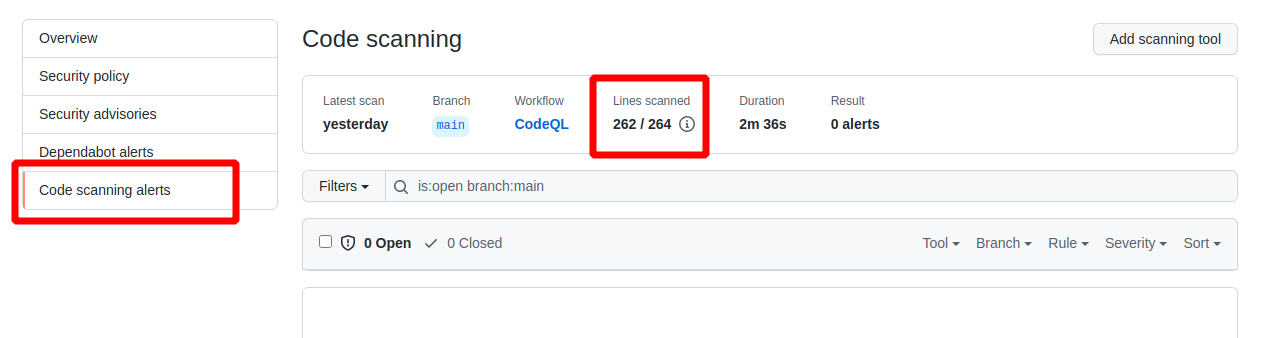 Overview
Security policy
Security advisories
Dependabot alerts
Code scanning alerts
Code scanning
Add scanning tool
Latest scan Branch Workflow Lines scanned Duration Result
yesterday main CodeQL 262 / 264 2m 36s 0 alerts
Filters is:open branch:main
0 Open 0 Closed Tool Branch Rule Severity Sort